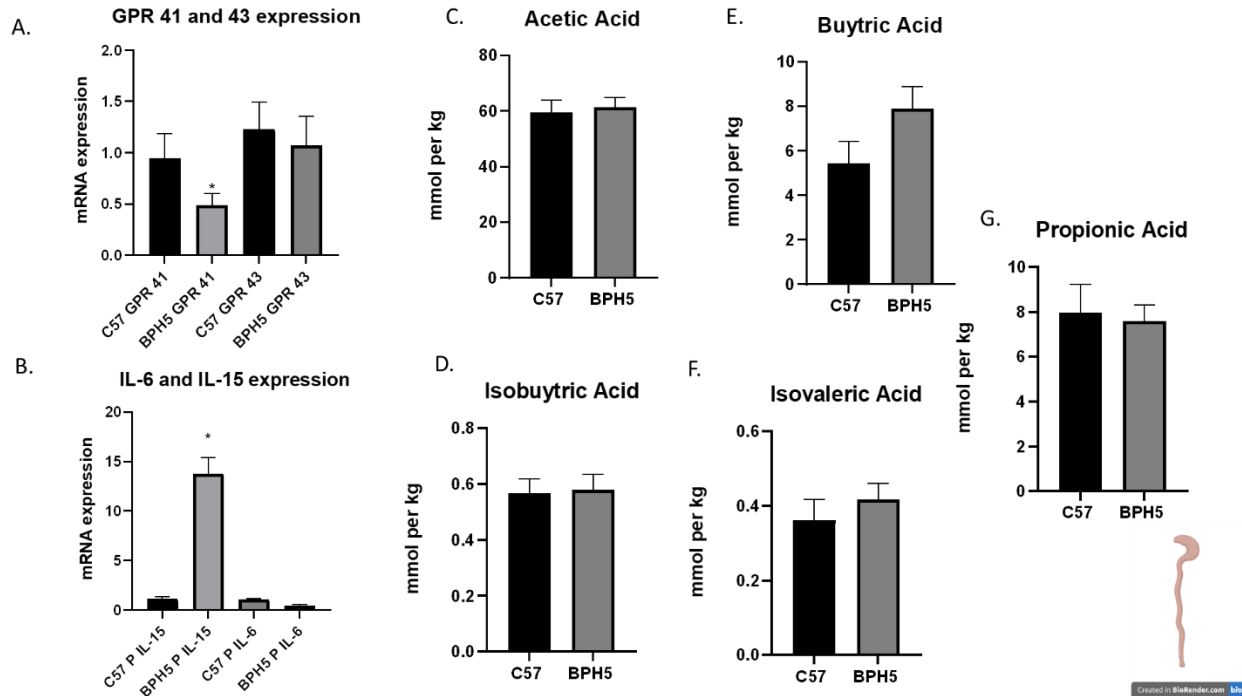 A.
GPR 41 and 43 expression
mRNA expression
2.0
1.5
1.0
0.5
0.0
*
C57 GPR 41
BPH5 GPR 41
C57 GPR 43
BPH5 GPR 43
B.
IL-6 and IL-15 expression
mRNA expression
20
15
10
5
0
*
C57 P IL-15
BPH5 P IL-15
C57 P IL-6
BPH5 P IL-6
C.
Acetic Acid
mmol per kg
80
60
40
20
0
C57
BPH5
D.
Isobuytric Acid
mmol per kg
0.8
0.6
0.4
0.2
0.0
C57
BPH5
E.
Buytric Acid
mmol per kg
10
8
6
4
2
0
C57
BPH5
F.
Isovaleric Acid
mmol per kg
0.6
0.4
0.2
0.0
C57
BPH5
G.
Propionic Acid
mmol per kg
10
8
6
4
2
0
C57
BPH5
Created in BioRender.com